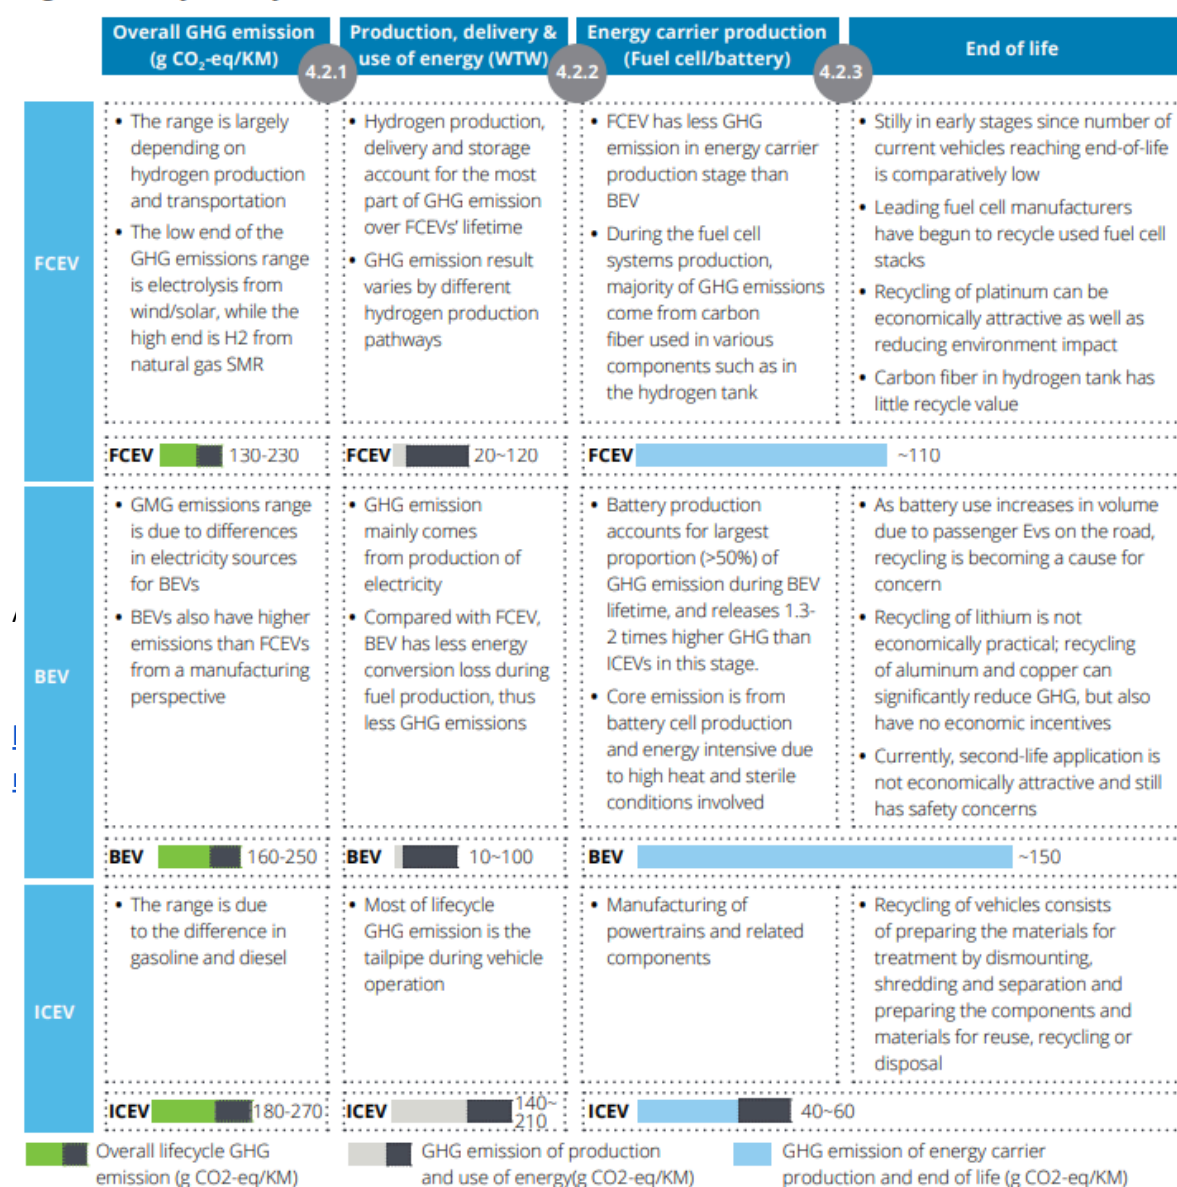 Overall GHG emission
(g CO2-eq/KM)
4.2.1
Production, delivery &
use of energy (WTW)
4.2.2
Energy carrier production
(Fuel cell/battery)
4.2.3
End of life
FCEV
• The range is largely
depending on
hydrogen production
and transportation
• The low end of the
GHG emissions range
is electrolysis from
wind/solar, while the
high end is H2 from
natural gas SMR
• Hydrogen production,
delivery and storage
account for the most
part of GHG emission
over FCEVs’ lifetime
• GHG emission result
varies by different
hydrogen production
pathways
• FCEV has less GHG
emission in energy carrier
production stage than
BEV
• During the fuel cell
systems production,
majority of GHG emissions
come from carbon
fiber used in various
components such as in
the hydrogen tank
• Stilly in early stages since number of
current vehicles reaching end-of-life
is comparatively low
• Leading fuel cell manufacturers
have begun to recycle used fuel cell
stacks
• Recycling of platinum can be
economically attractive as well as
reducing environment impact
• Carbon fiber in hydrogen tank has
little recycle value
FCEV 130-230
FCEV 20~120
FCEV ~110
BEV
• GMG emissions range
is due to differences
in electricity sources
for BEVs
• BEVs also have higher
emissions than FCEVs
from a manufacturing
perspective
• GHG emission
mainly comes
from production of
electricity
• Compared with FCEV,
BEV has less energy
conversion loss during
fuel production, thus
less GHG emissions
• Battery production
accounts for largest
proportion (>50%) of
GHG emission during BEV
lifetime, and releases 1.3-
2 times higher GHG than
ICEVs in this stage.
• Core emission is from
battery cell production
and energy intensive due
to high heat and sterile
conditions involved
• As battery use increases in volume
due to passenger Evs on the road,
recycling is becoming a cause for
concern
• Recycling of lithium is not
economically practical; recycling
of aluminum and copper can
significantly reduce GHG, but also
have no economic incentives
• Currently, second-life application is
not economically attractive and still
has safety concerns
BEV 160-250
BEV 10~100
BEV ~150
ICEV
• The range is due
to the difference in
gasoline and diesel
• Most of lifecycle
GHG emission is the
tailpipe during vehicle
operation
• Manufacturing of
powertrains and related
components
• Recycling of vehicles consists
of preparing the materials for
treatment by dismounting,
shredding and separation and
preparing the components and
materials for reuse, recycling or
disposal
ICEV 180-270
ICEV 140~
210
ICEV 40~60
Overall lifecycle GHG
emission (g CO2-eq/KM)
GHG emission of production
and use of energy(g CO2-eq/KM)
GHG emission of energy carrier
production and end of life (g CO2-eq/KM)